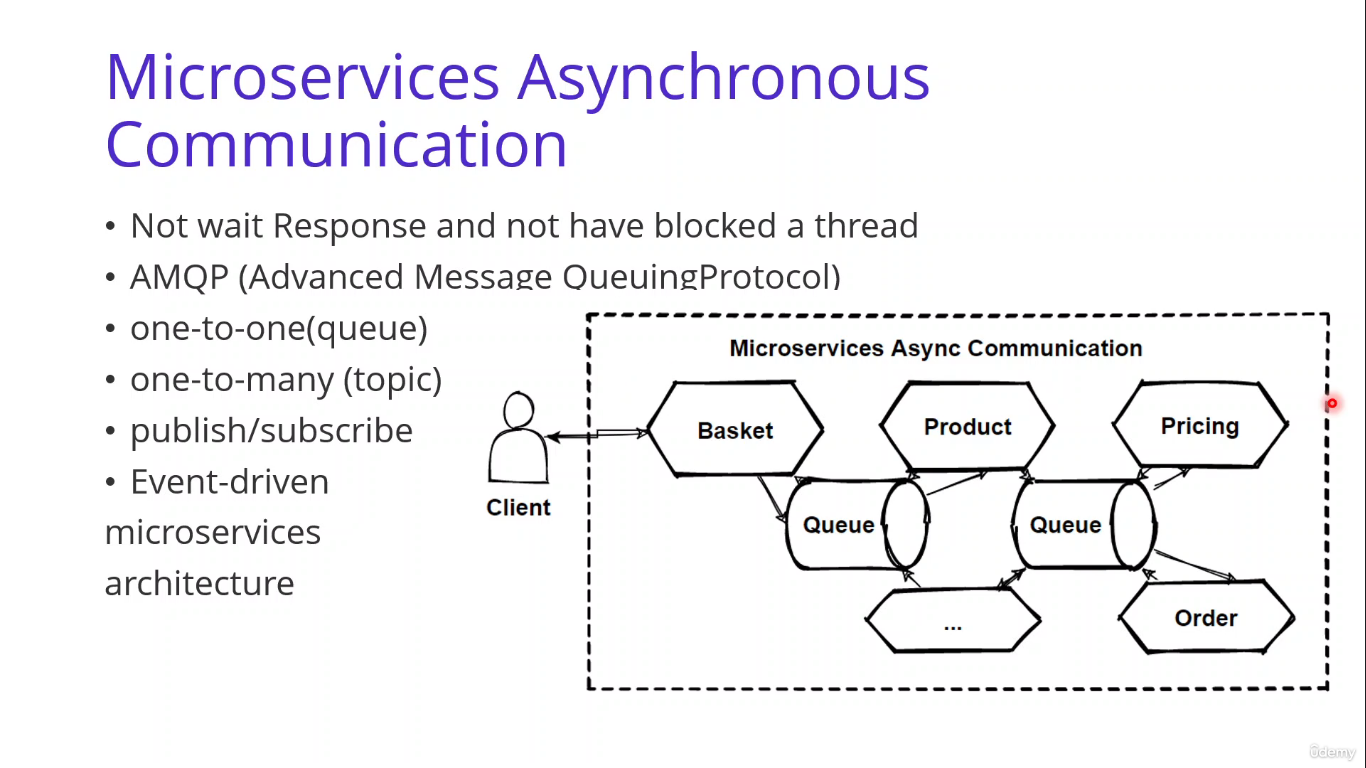 Microservices Asynchronous
Communication
• Not wait Response and not have blocked a thread
• AMQP (Advanced Message QueuingProtocol)
• one-to-one(queue)
• one-to-many (topic)
• publish/subscribe
• Event-driven
microservices
architecture
Microservices Async Communication
Basket
Product
Pricing
Client
Queue
Queue
...
Order
ûdemy